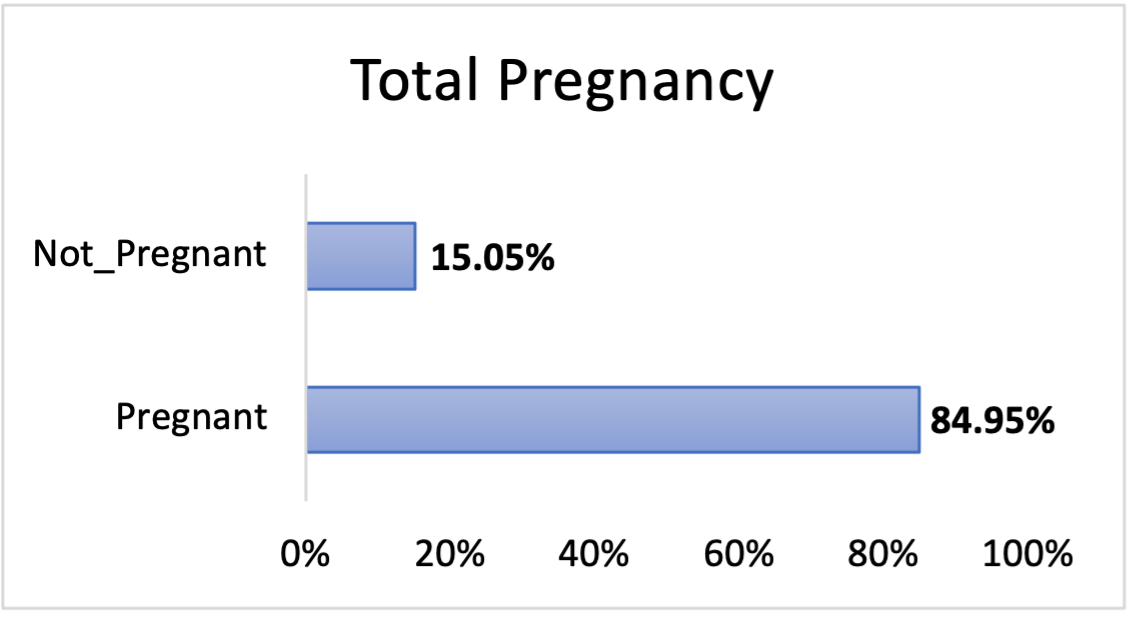 Total Pregnancy
Not_Pregnant 15.05%
Pregnant 84.95%
0% 20% 40% 60% 80% 100%